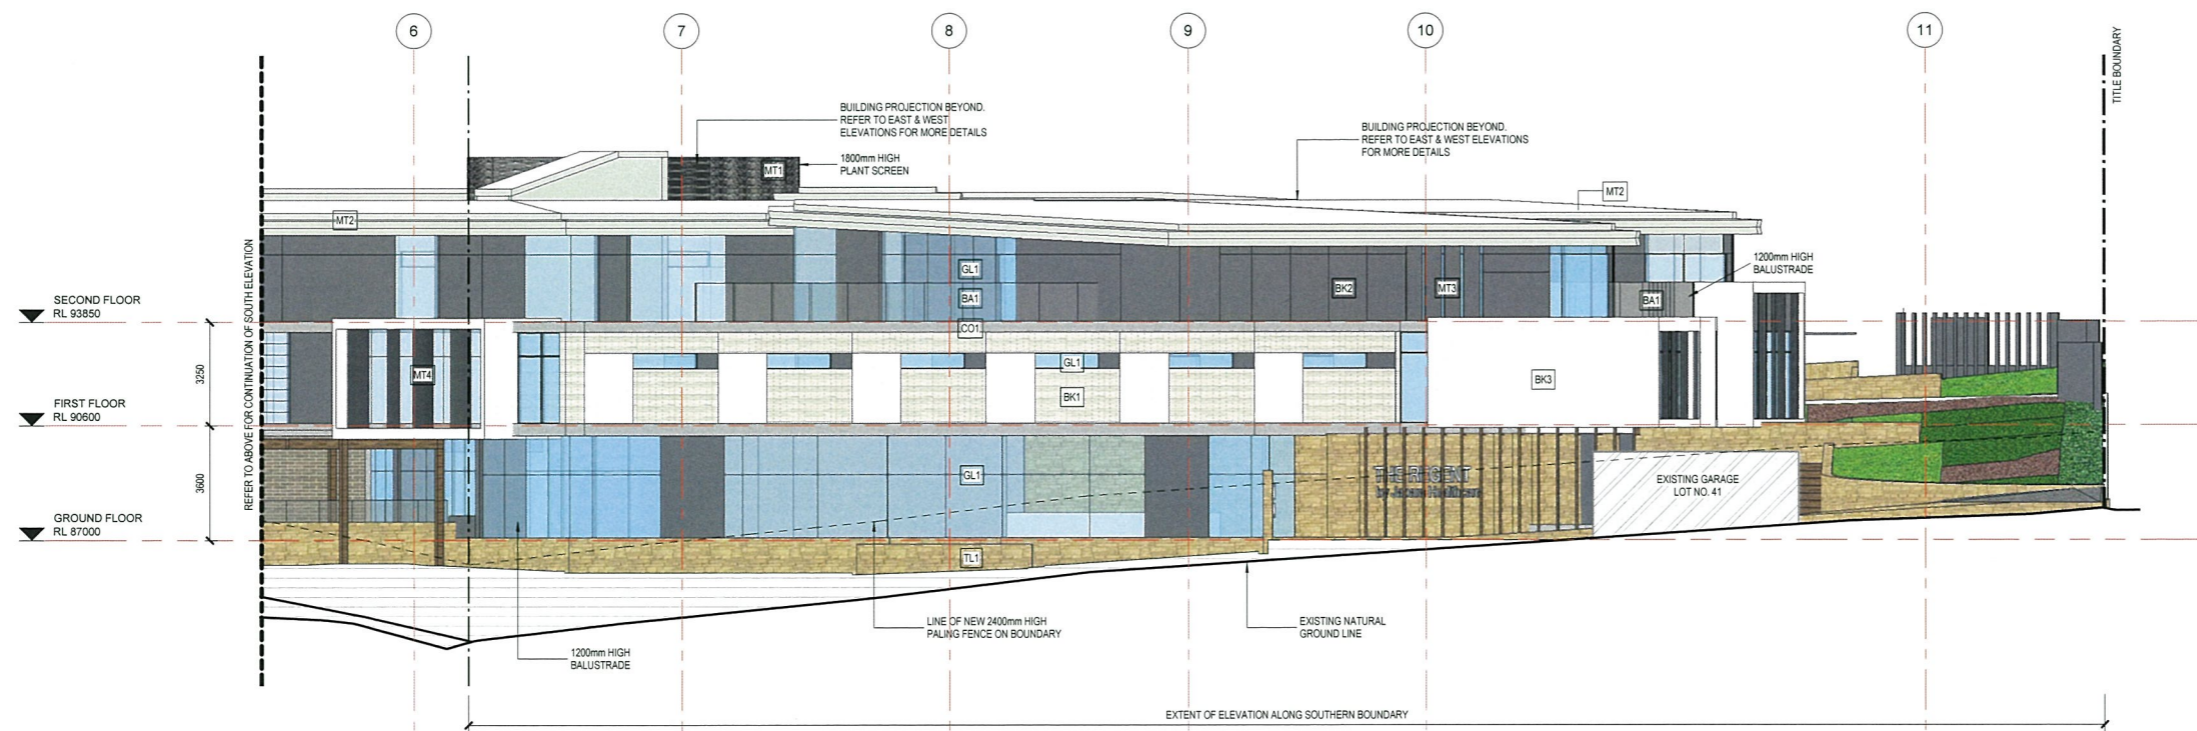 6
7
8
9
10
11
TITLE BOUNDARY
BUILDING PROJECTION BEYOND.
REFER TO EAST & WEST
ELEVATIONS FOR MORE DETAILS
BUILDING PROJECTION BEYOND.
REFER TO EAST & WEST ELEVATIONS
FOR MORE DETAILS
1800mm HIGH
PLANT SCREEN
MT1
MT2
MT2
REFER TO ABOVE FOR CONTINUATION OF SOUTH ELEVATION
1200mm HIGH
BALUSTRADE
GL1
BA1
BK2
MT3
BA1
SECOND FLOOR
RL 93850
CO1
3250
MT4
GL1
BK1
BK3
FIRST FLOOR
RL 90600
3600
GL1
THE REGENT
EXISTING GARAGE
LOT NO. 41
GROUND FLOOR
RL 87000
TL1
LINE OF NEW 2400mm HIGH
PALING FENCE ON BOUNDARY
EXISTING NATURAL
GROUND LINE
1200mm HIGH
BALUSTRADE
EXTENT OF ELEVATION ALONG SOUTHERN BOUNDARY